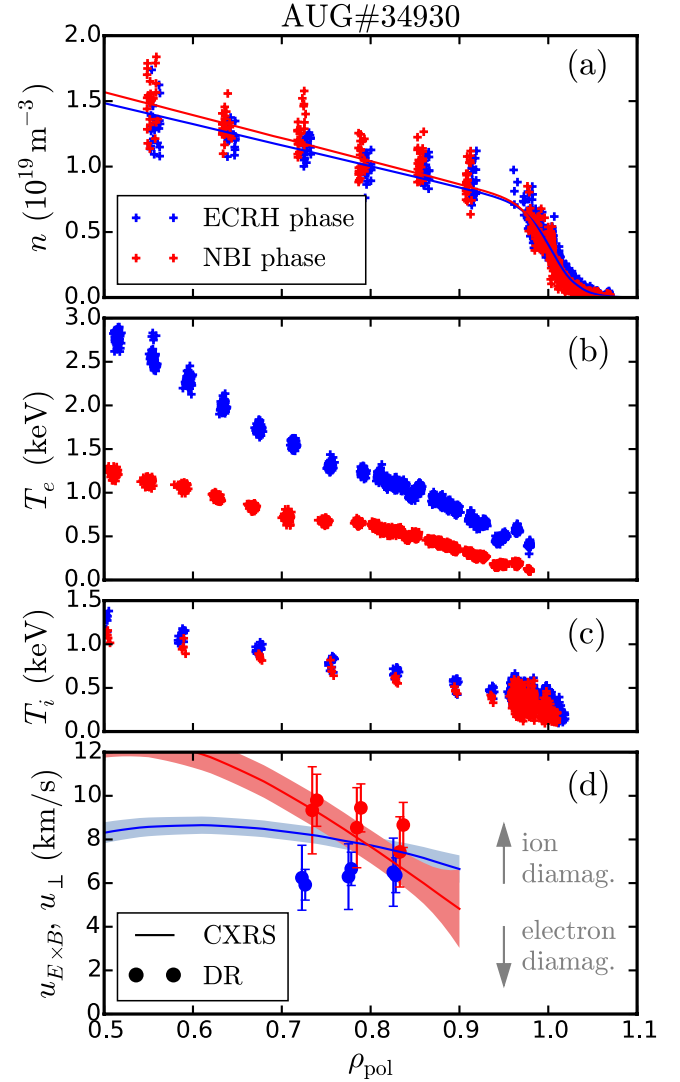 AUG#34930
(a)
n (10¹⁹ m⁻³)
2.0
1.5
1.0
0.5
0.0
ECRH phase
NBI phase
(b)
T_e (keV)
3.0
2.5
2.0
1.5
1.0
0.5
0.0
(c)
T_i (keV)
1.5
1.0
0.5
0.0
(d)
u_{E×B}, u_⊥ (km/s)
12
10
8
6
4
2
0
ion
diamag.
electron
diamag.
CXRS
DR
0.5 0.6 0.7 0.8 0.9 1.0 1.1
ρ_pol